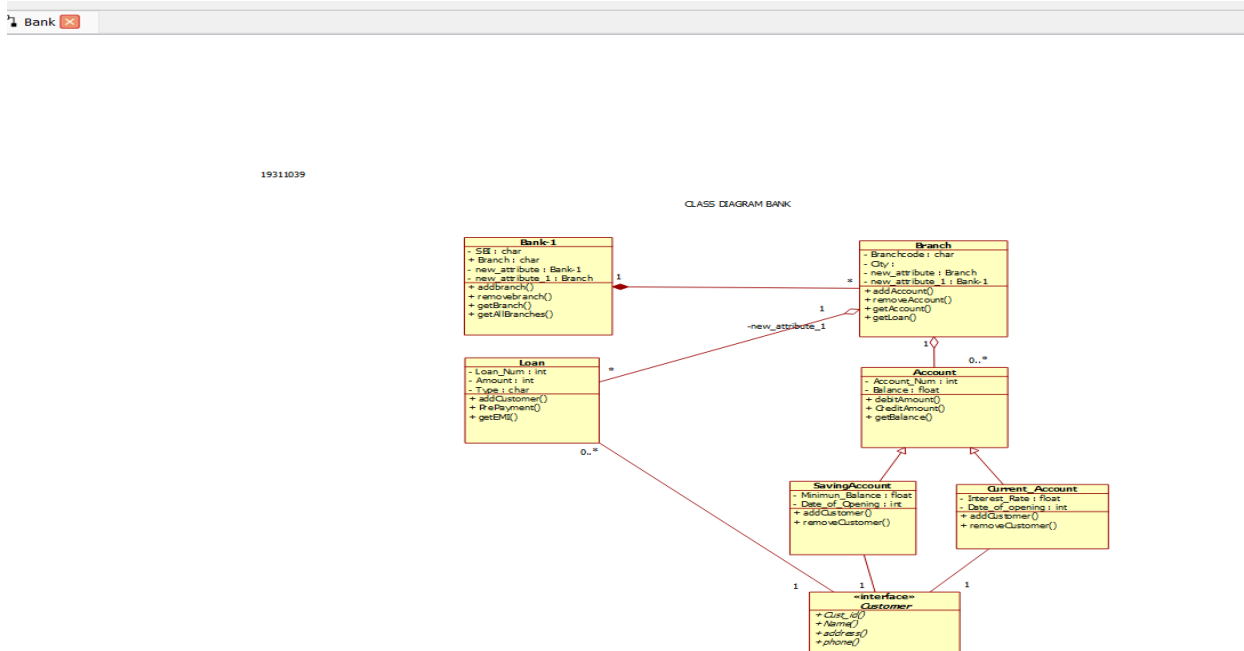 Bank
19311039
CLASS DIAGRAM BANK
Bank-1
- SBI : char
+ Branch : char
- new_attribute : Bank-1
- new_attribute_1 : Branch
+ addbranch()
+ removebranch()
+ getBranch()
+ getAllBranches()
1
*
Branch
- Branchcode : char
- City :
- new_attribute : Branch
- new_attribute_1 : Bank-1
+ addAccount()
+ removeAccount()
+ getAccount()
+ getLoan()
1
-new_attribute_1
*
1
0..*
Loan
- Loan_Num : int
- Amount : int
- Type : char
+ addCustomer()
+ PrePayment()
+ getEMI()
0..*
Account
- Account_Num : int
- Balance : float
+ debitAmount()
+ CreditAmount()
+ getBalance()
SavingAccount
- Minimun_Balance : float
- Date_of_Opening : int
+ addCustomer()
+ removeCustomer()
Current_Account
- Interest_Rate : float
- Date_of_opening : int
+ addCustomer()
+ removeCustomer()
1
1
1
«interface»
Customer
+ Cust_id()
+ Name()
+ address()
+ phone()